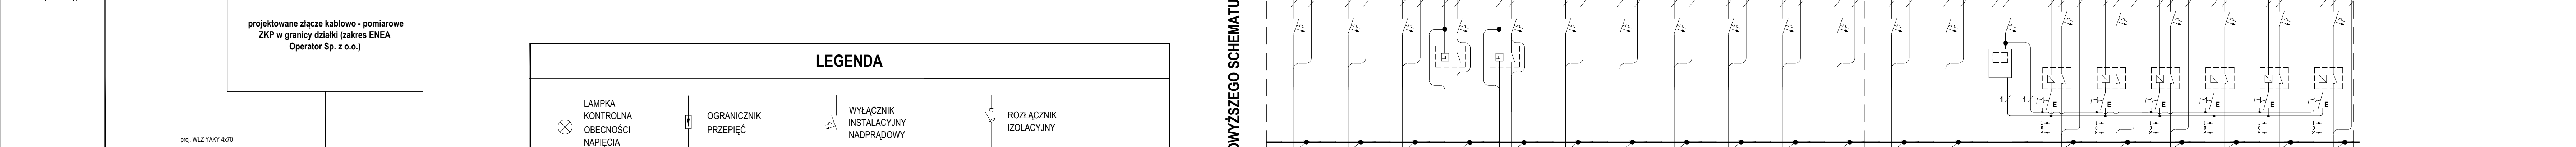 projektowane złącze kablowo - pomiarowe
ZKP w granicy działki (zakres ENEA
Operator Sp. z o.o.)
proj. WLZ YAKY 4x70
LEGENDA
LAMPKA
KONTROLNA
OBECNOŚCI
NAPIĘCIA
OGRANICZNIK
PRZEPIĘĆ
WYŁĄCZNIK
INSTALACYJNY
NADPRĄDOWY
ROZŁĄCZNIK
IZOLACYJNY
OWYŻSZEGO SCHEMATU
1
1
E
E
E
E
E
E